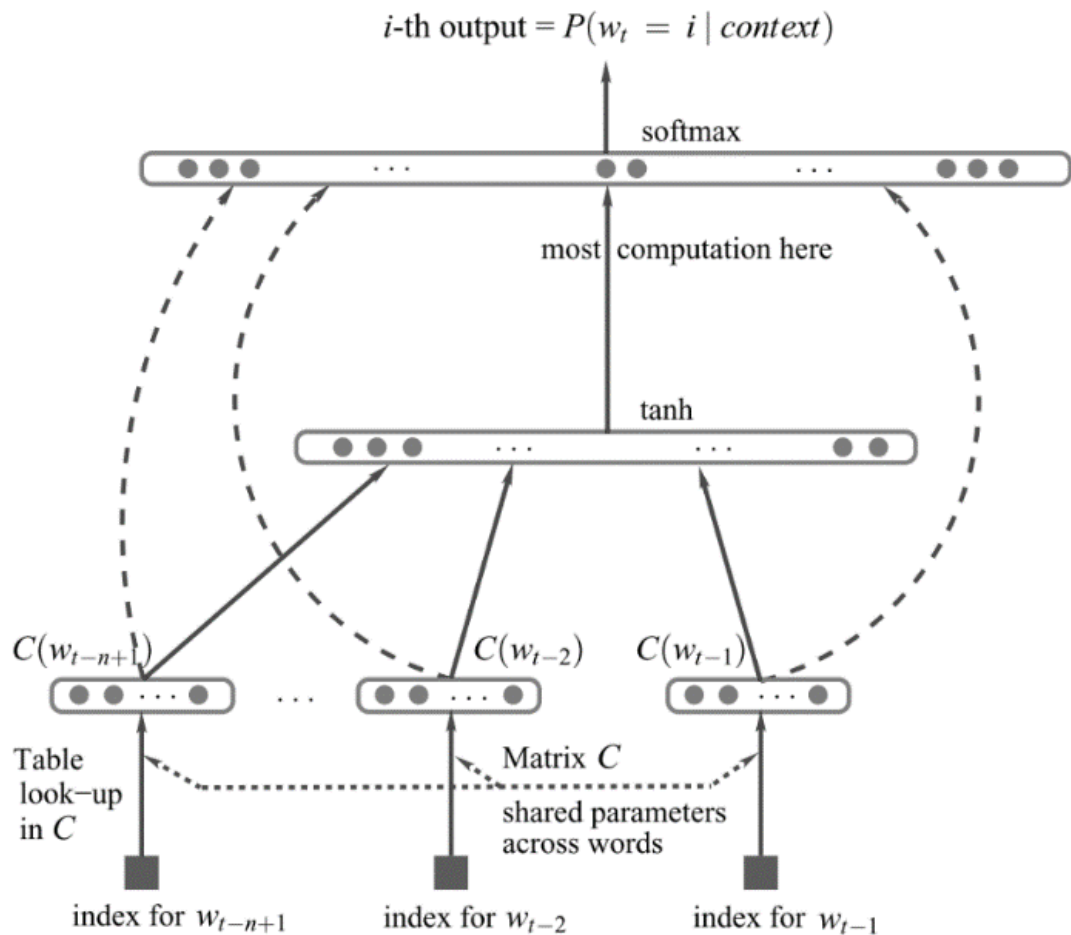 i-th output = P(w_t = i | context)
softmax
. . .
. . .
most computation here
tanh
. . .
. . .
C(w_{t−n+1})
C(w_{t−2})
C(w_{t−1})
. . .
. . .
. . .
. . .
Table
look−up
in C
Matrix C
shared parameters
across words
index for w_{t−n+1}
index for w_{t−2}
index for w_{t−1}